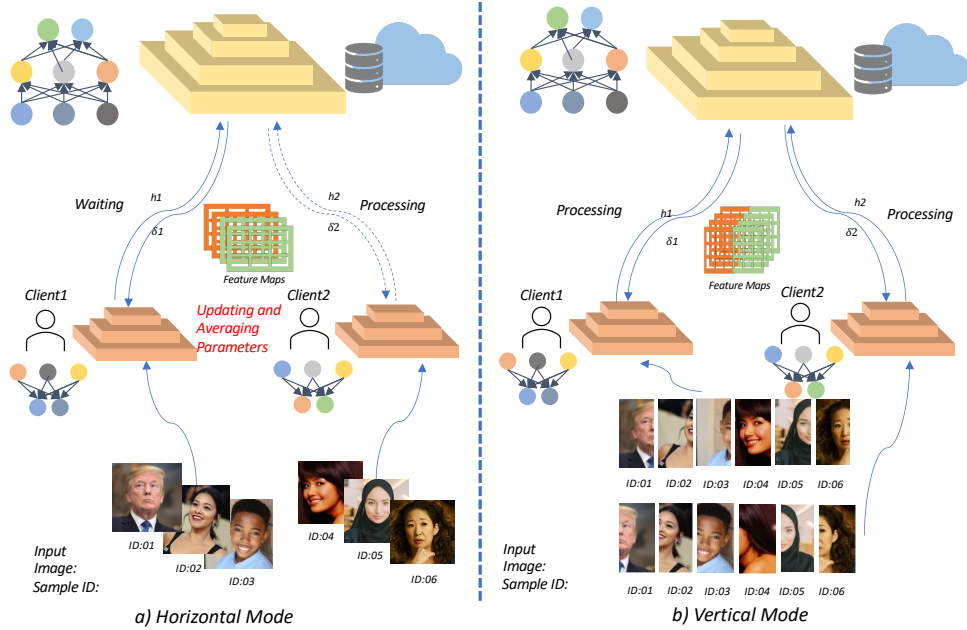 Waiting
h1
δ1
h2
Processing
δ2
Feature Maps
Client1
Updating and
Averaging
Parameters
Client2
ID:01
ID:02
ID:03
ID:04
ID:05
ID:06
Input
Image:
Sample ID:
a) Horizontal Mode
Processing
h1
δ1
h2
Processing
δ2
Feature Maps
Client1
Client2
ID:01 ID:02 ID:03 ID:04 ID:05 ID:06
Input
Image:
Sample ID:
ID:01 ID:02 ID:03 ID:04 ID:05 ID:06
b) Vertical Mode